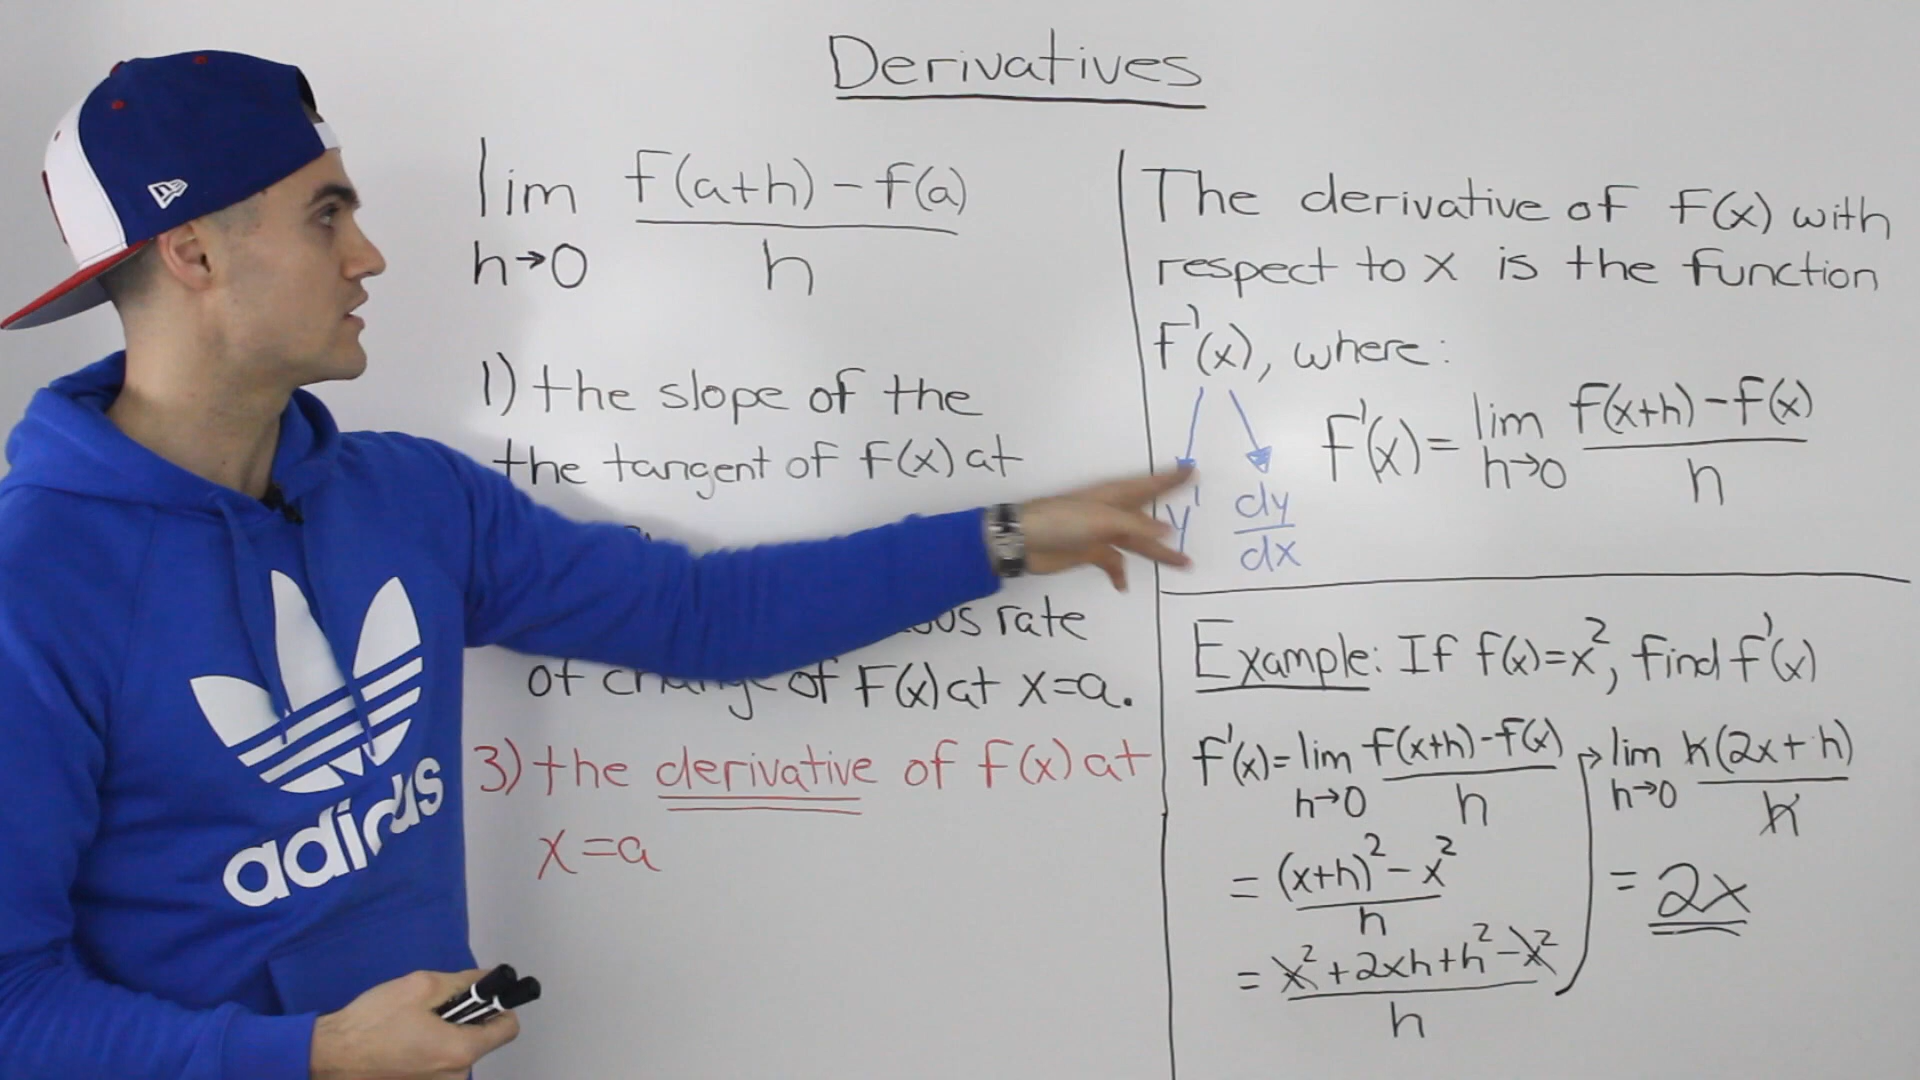 Derivatives
lim f(a+h) - f(a)
h→0 h
1) the slope of the
the tangent of f(x) at
rate
of change of f(x) at x=a.
3) the derivative of f(x) at
x=a
The derivative of f(x) with
respect to x is the function
f'(x), where:
f'(x) = lim f(x+h) - f(x)
h→0 h
y' dy
dx
Example: If f(x)=x², find f'(x)
f'(x) = lim f(x+h) - f(x)
h→0 h
= (x+h)² - x²
h
= x² + 2xh + h² - x²
h
lim h(2x + h)
h→0 h
= 2x
adidas